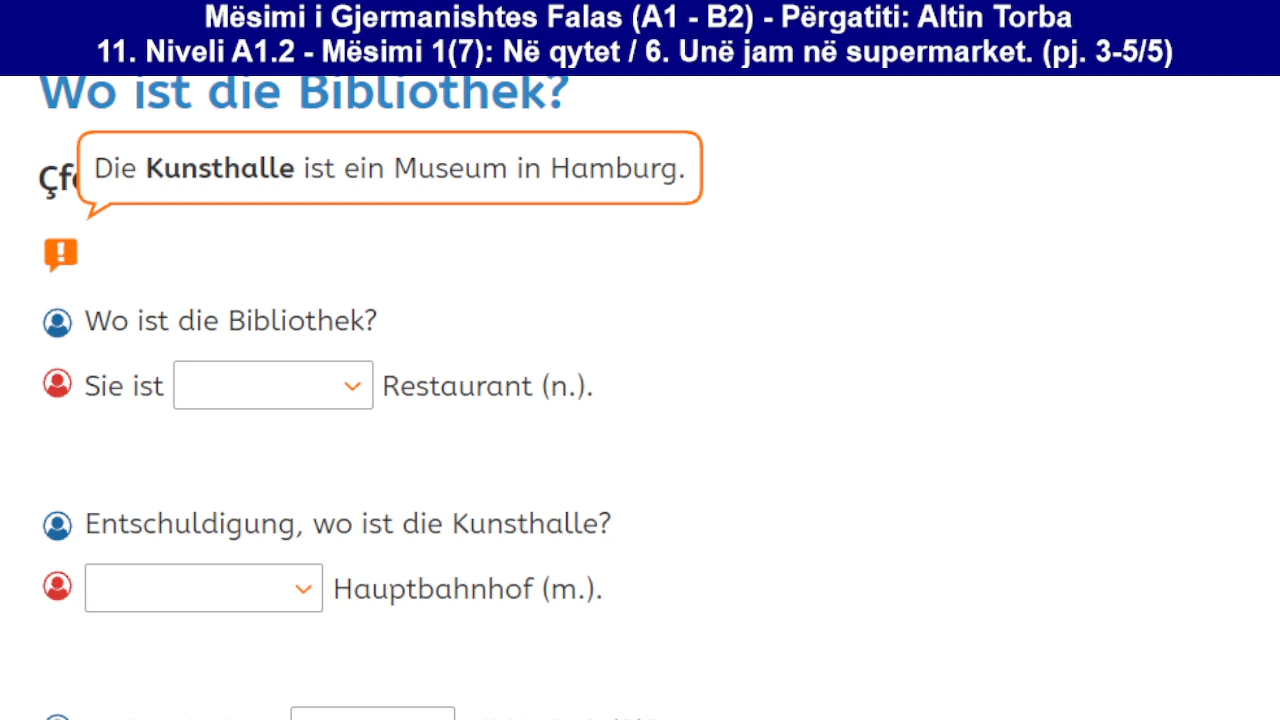 Mësimi i Gjermanishtes Falas (A1 - B2) - Përgatiti: Altin Torba
11. Niveli A1.2 - Mësimi 1(7): Në qytet / 6. Unë jam në supermarket. (pj. 3-5/5)
Wo ist die Bibliothek?
Die Kunsthalle ist ein Museum in Hamburg.
Wo ist die Bibliothek?
Sie ist Restaurant (n.).
Entschuldigung, wo ist die Kunsthalle?
Hauptbahnhof (m.).